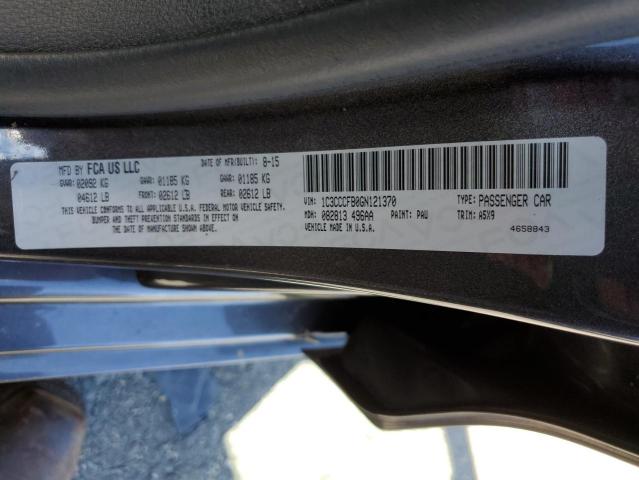 MFD BY FCA US LLC DATE OF MFR(BUILT): 8-15
GVWR: 02092 KG GAWR: 01185 KG GAWR: 01185 KG
04612 LB FRONT: 02612 LB REAR: 02612 LB
THIS VEHICLE CONFORMS TO ALL APPLICABLE U.S.A. FEDERAL MOTOR VEHICLE SAFETY,
BUMPER AND THEFT PREVENTION STANDARDS IN EFFECT ON
THE DATE OF MANUFACTURE SHOWN ABOVE.
VIN: 1C3CCCFB0GN121370 TYPE: PASSENGER CAR
MDH: 082813 496AA PAINT: PAU TRIM: A5X9
VEHICLE MADE IN U.S.A. 4658843